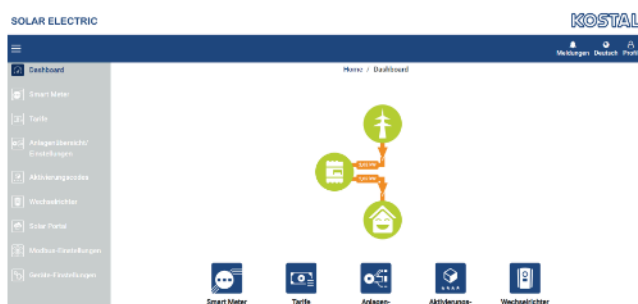 SOLAR ELECTRIC
KOSTAL
Meldungen Deutsch Profil
Dashboard
Home / Dashboard
Smart Meter
Tarife
Anlagenübersicht/
Einstellungen
Aktivierungscodes
Wechselrichter
Solar Portal
Modbus-Einstellungen
Geräte-Einstellungen
Smart Meter
Tarife
Anlagen-
Aktivierungs-
Wechselrichter